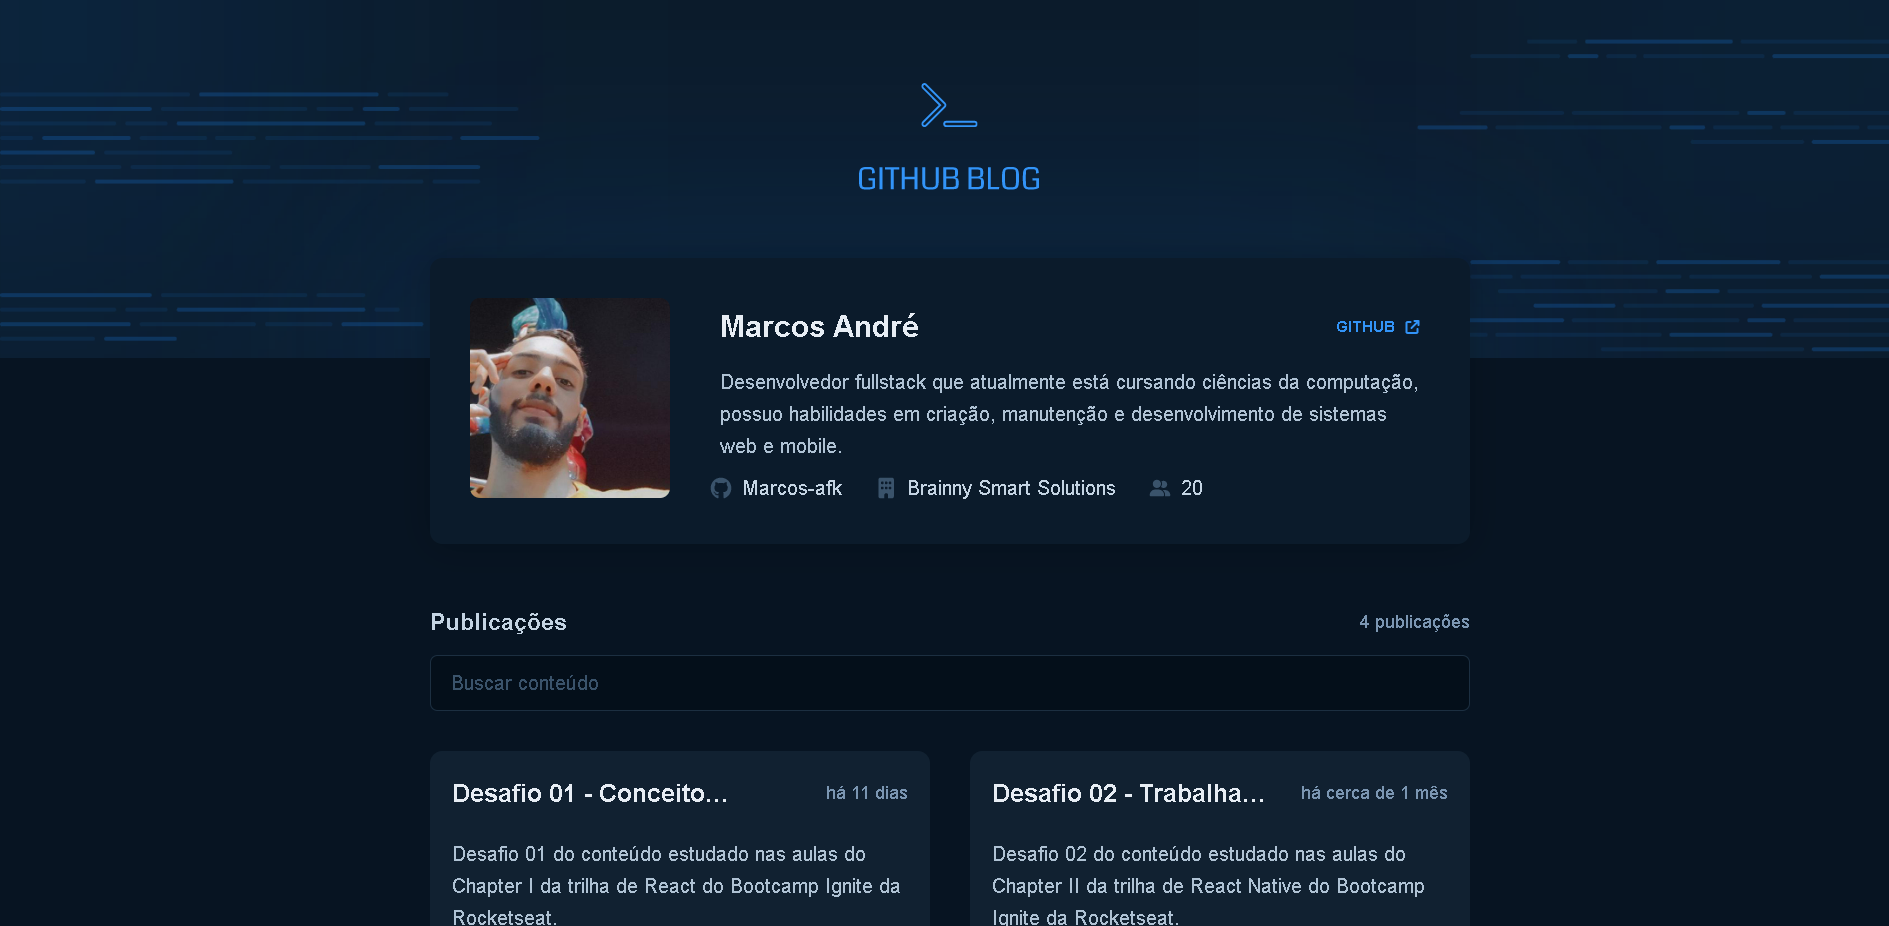 GITHUB BLOG
Marcos André
GITHUB
Desenvolvedor fullstack que atualmente está cursando ciências da computação,
possuo habilidades em criação, manutenção e desenvolvimento de sistemas
web e mobile.
Marcos-afk Brainny Smart Solutions 20
Publicações
4 publicações
Buscar conteúdo
Desafio 01 - Conceito...
há 11 dias
Desafio 01 do conteúdo estudado nas aulas do
Chapter I da trilha de React do Bootcamp Ignite da
Rocketseat.
Desafio 02 - Trabalha...
há cerca de 1 mês
Desafio 02 do conteúdo estudado nas aulas do
Chapter II da trilha de React Native do Bootcamp
Ignite da Rocketseat.